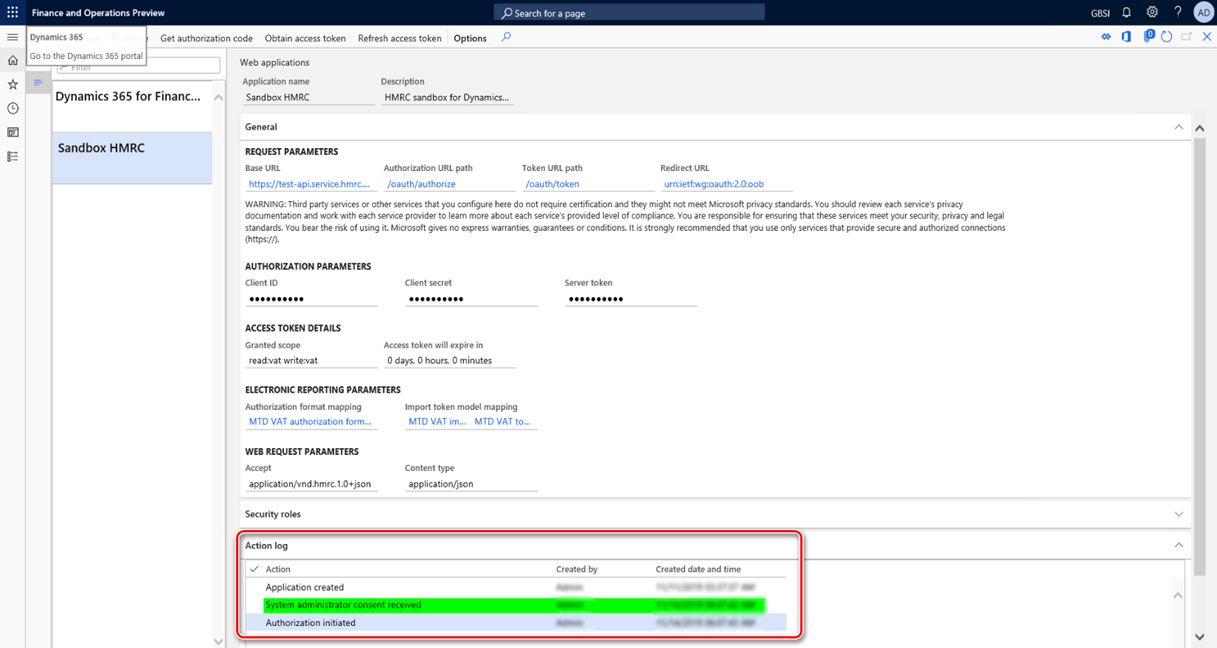 Finance and Operations Preview
Search for a page
GBSI
?
AD
Dynamics 365
Go to the Dynamics 365 portal
Get authorization code
Obtain access token
Refresh access token
Options
0
Filter
Dynamics 365 for Financ...
Sandbox HMRC
Web applications
Application name Description
Sandbox HMRC HMRC sandbox for Dynamics...
General
REQUEST PARAMETERS
Base URL Authorization URL path Token URL path Redirect URL
https://test-api.service.hmrc.... /oauth/authorize /oauth/token urn:ietf:wg:oauth:2.0:oob
WARNING: Third party services or other services that you configure here do not require certification and they might not meet Microsoft privacy standards. You should review each service's privacy
documentation and work with each service provider to learn more about each service's provided level of compliance. You are responsible for ensuring that these services meet your security, privacy and legal
standards. You bear the risk of using it. Microsoft gives no express warranties, guarantees or conditions. It is strongly recommended that you use only services that provide secure and authorized connections
(https://).
AUTHORIZATION PARAMETERS
Client ID Client secret Server token
●●●●●●●●●● ●●●●●●●●●● ●●●●●●●●●●
ACCESS TOKEN DETAILS
Granted scope Access token will expire in
read:vat write:vat 0 days, 0 hours, 0 minutes
ELECTRONIC REPORTING PARAMETERS
Authorization format mapping Import token model mapping
MTD VAT authorization form... MTD VAT im... MTD VAT to...
WEB REQUEST PARAMETERS
Accept Content type
application/vnd.hmrc.1.0+json application/json
Security roles
Action log
Action Created by Created date and time
Application created
System administrator consent received
Authorization initiated